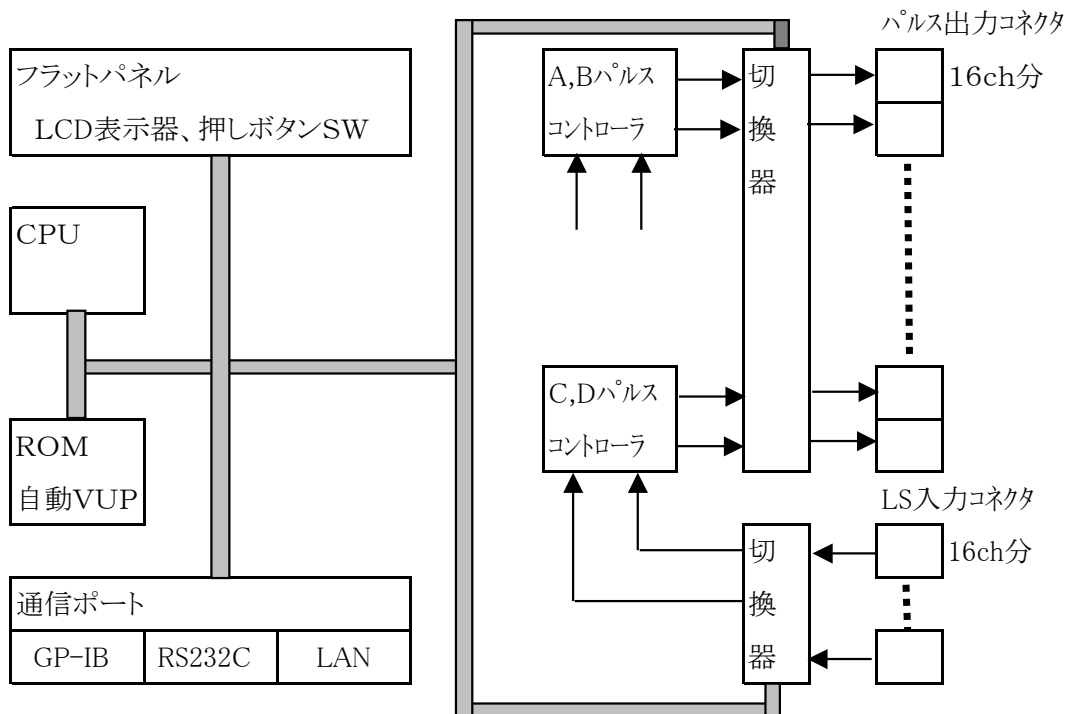 フラットパネル
LCD表示器、押しボタンSW
CPU
ROM
自動VUP
通信ポート
GP-IB
RS232C
LAN
A,Bパルス
コントローラ
切
換
器
パルス出力コネクタ
16ch分
C,Dパルス
コントローラ
LS入力コネクタ
16ch分
切
換
器